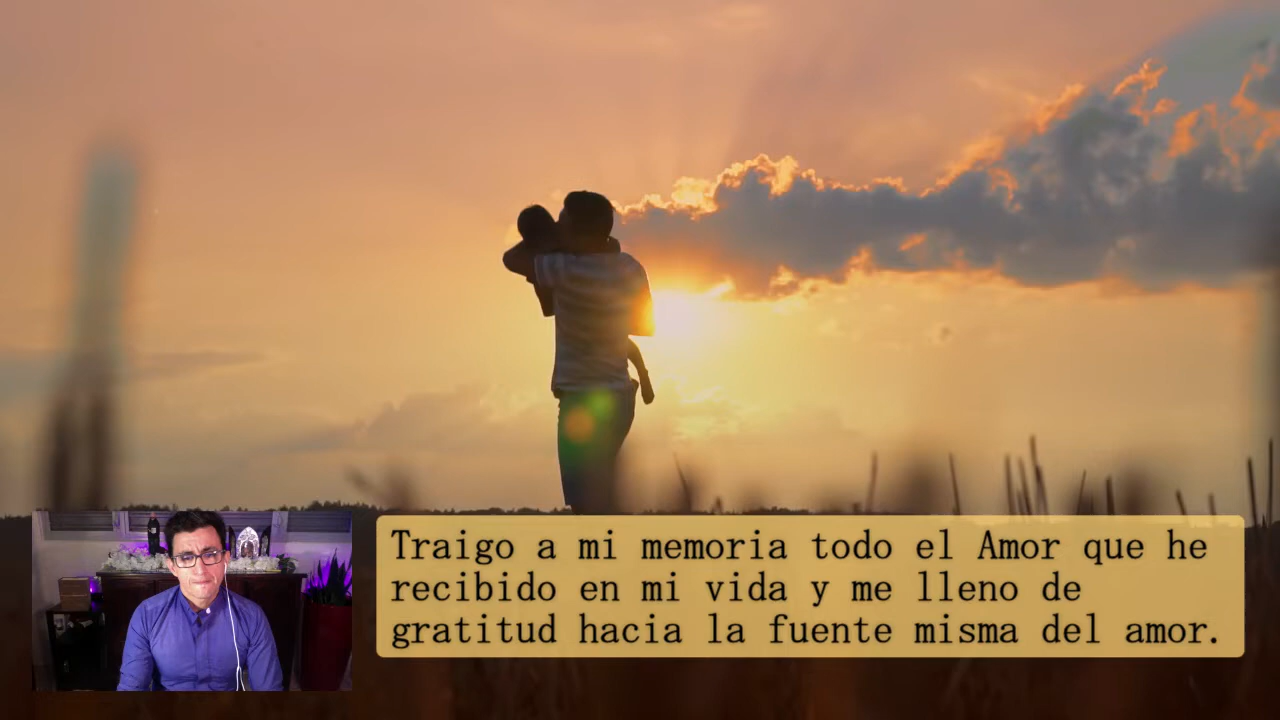 Traigo a mi memoria todo el Amor que he
recibido en mi vida y me lleno de
gratitud hacia la fuente misma del amor.